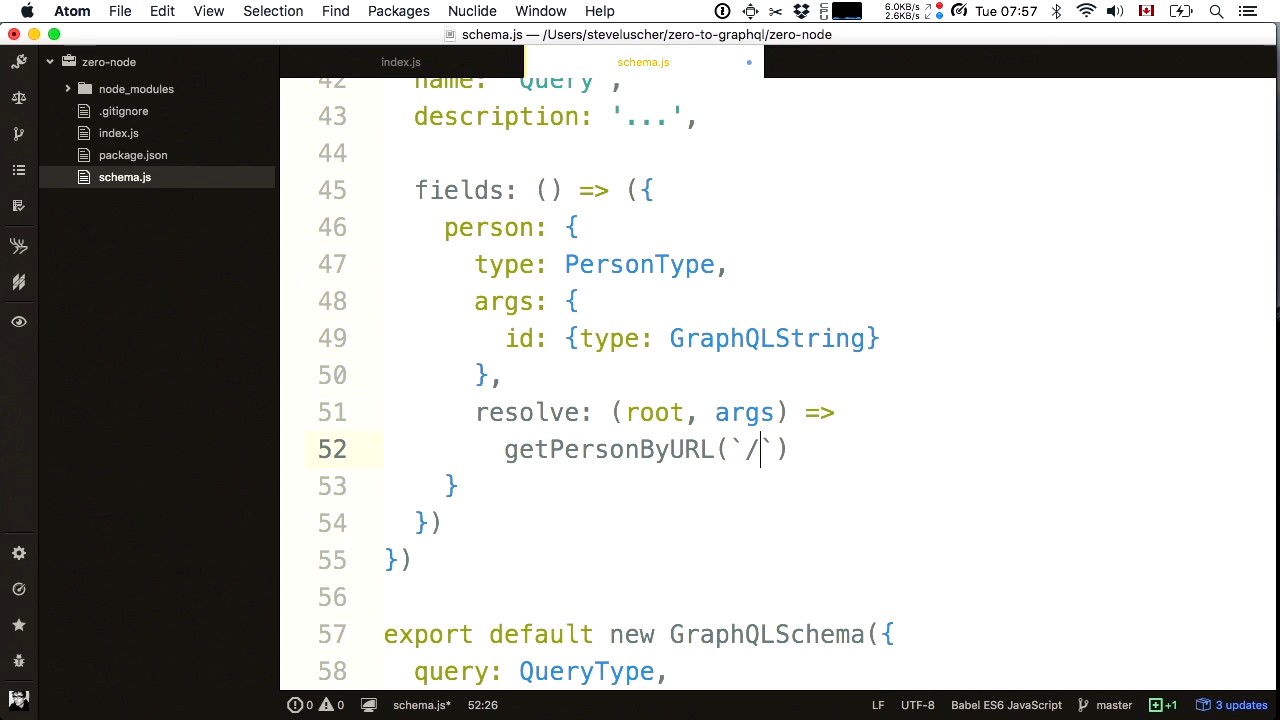 Atom File Edit View Selection Find Packages Nuclide Window Help 6.0KB/s 2.6KB/s Tue 07:57
schema.js — /Users/steveluscher/zero-to-graphql/zero-node
zero-node
node_modules
.gitignore
index.js
package.json
schema.js
index.js schema.js
42 name: 'Query',
43 description: '...',
44
45 fields: () => ({
46 person: {
47 type: PersonType,
48 args: {
49 id: {type: GraphQLString}
50 },
51 resolve: (root, args) =>
52 getPersonByURL(`/`)
53 }
54 })
55 })
56
57 export default new GraphQLSchema({
58 query: QueryType,
0 0 schema.js* 52:26 LF UTF-8 Babel ES6 JavaScript master +1 3 updates